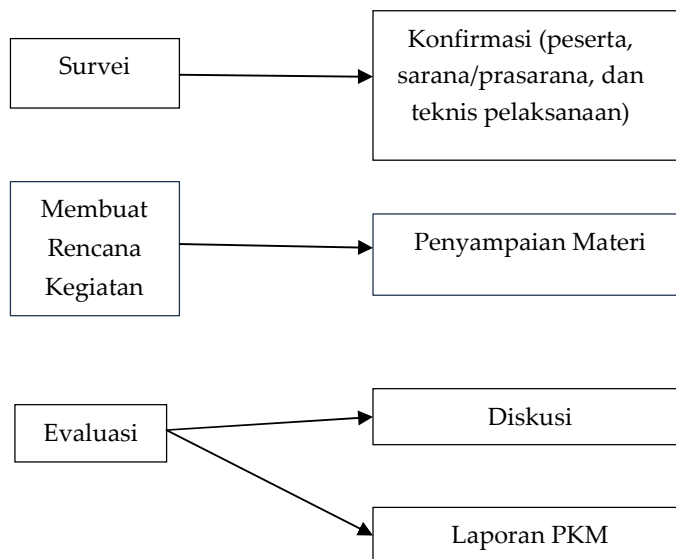 Survei
Konfirmasi (peserta,
sarana/prasarana, dan
teknis pelaksanaan)
Membuat
Rencana
Kegiatan
Penyampaian Materi
Evaluasi
Diskusi
Laporan PKM